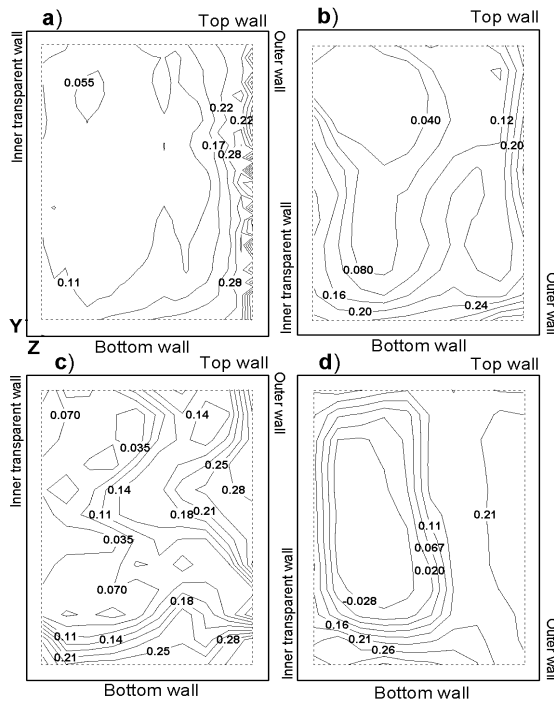 a)
Top wall
Inner transparent wall
Outer wall
0.055
0.22
0.22
0.17
0.28
0.11
0.28
Y
Z
Bottom wall
b)
Top wall
Inner transparent wall
Outer wall
0.040
0.12
0.20
0.080
0.16
0.20
0.24
Bottom wall
c)
Top wall
Inner transparent wall
Outer wall
0.070
0.14
0.035
0.25
0.14
0.28
0.11
0.18
0.21
0.035
0.070
0.18
0.11
0.14
0.28
0.21
0.25
Bottom wall
d)
Top wall
Inner transparent wall
Outer wall
0.21
0.11
0.067
0.020
-0.028
0.16
0.21
0.26
Bottom wall